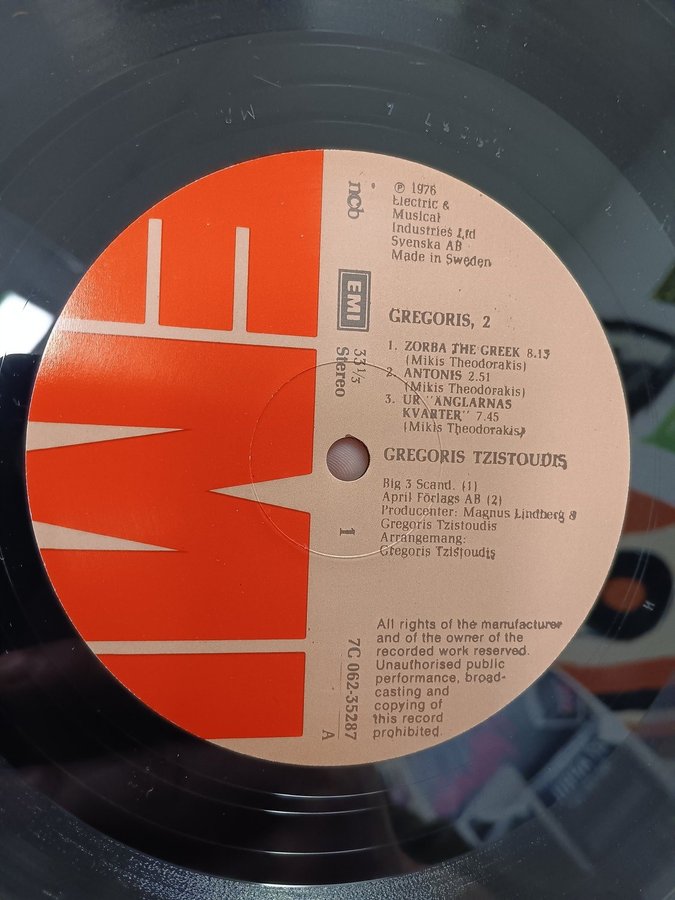 EMI
ncb
EMI
33 1/3
Stereo
1
7C 062-35287
A
℗ 1976
Electric &
Musical
Industries Ltd
Svenska AB
Made in Sweden
GREGORIS, 2
1. ZORBA THE GREEK 8.13
(Mikis Theodorakis)
2. ANTONIS 2.51
(Mikis Theodorakis)
3. UR "ÄNGLARNAS
KVARTER" 7.45
(Mikis Theodorakis)
GREGORIS TZISTOUDIS
Big 3 Scand. (1)
April Förlags AB (2)
Producenter: Magnus Lindberg &
Gregoris Tzistoudis
Arrangemang:
Gregoris Tzistoudis
All rights of the manufacturer
and of the owner of the
recorded work reserved.
Unauthorised public
performance, broad-
casting and
copying of
this record
prohibited.